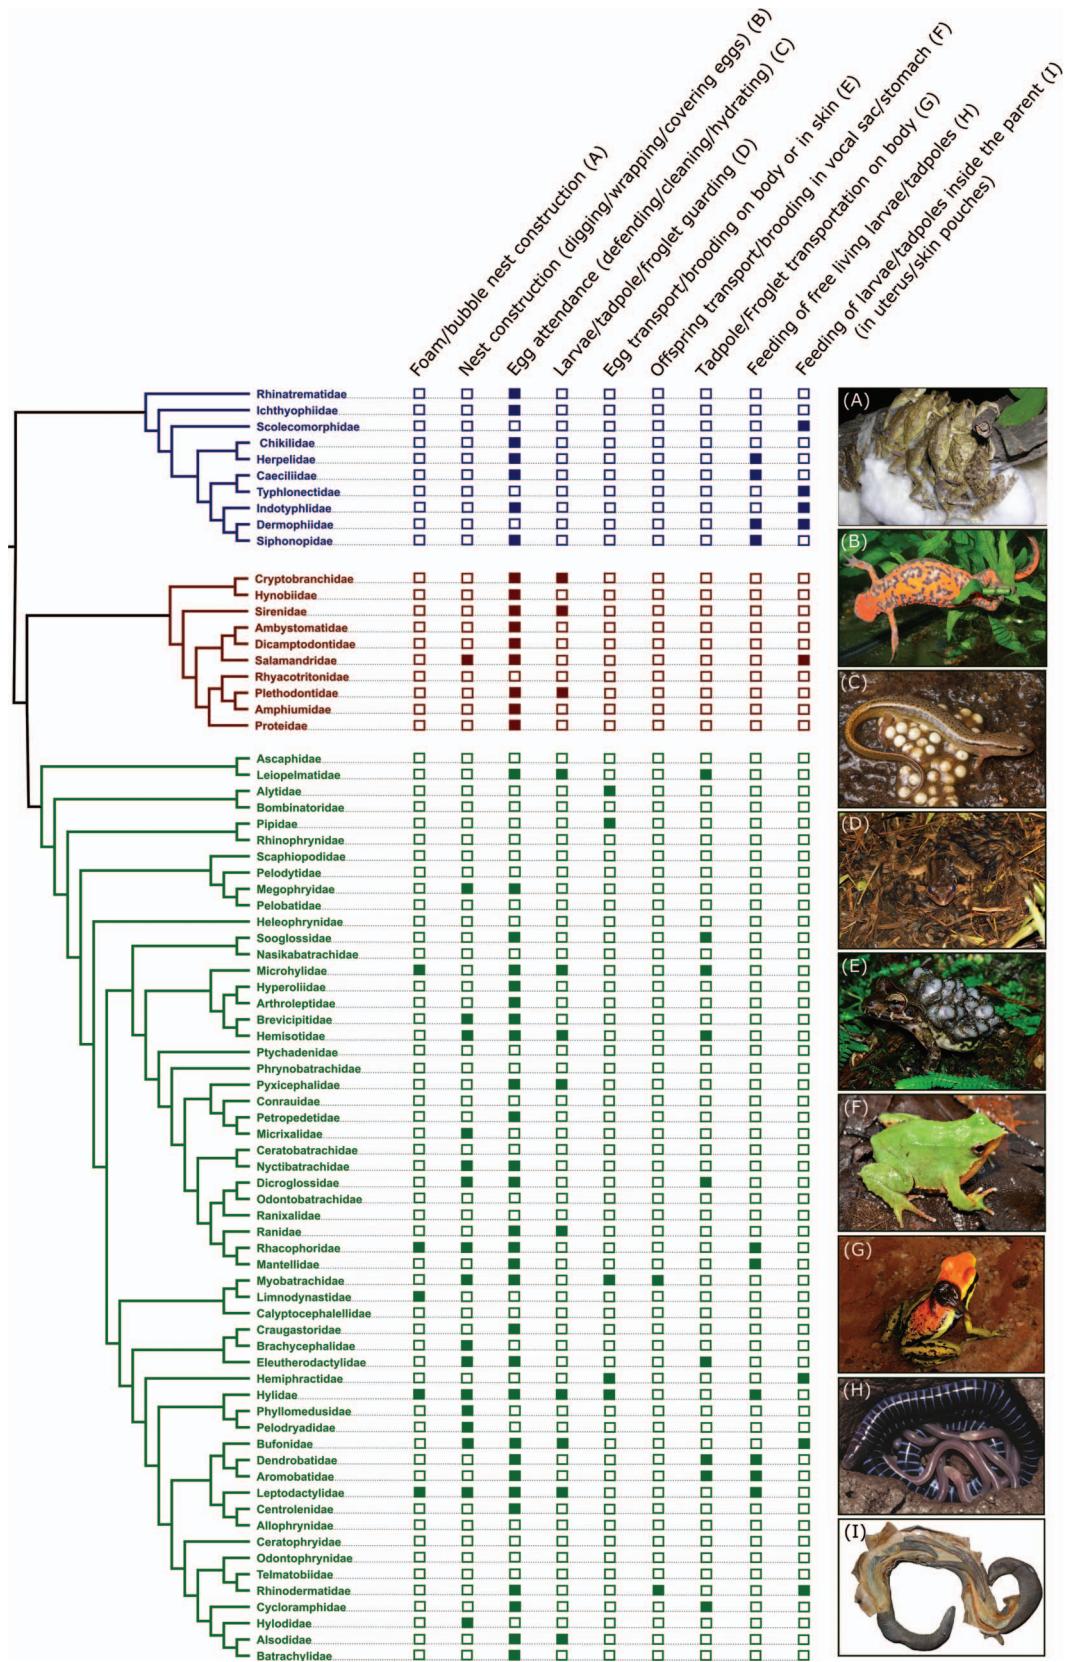 Foam/bubble nest construction (A)
Nest construction (digging/wrapping/covering eggs) (B)
Egg attendance (defending/cleaning/hydrating) (C)
Larvae/tadpole/froglet guarding (D)
Egg transport/brooding on body or in skin (E)
Offspring transport/brooding in vocal sac/stomach (F)
Tadpole/Froglet transportation on body (G)
Feeding of free living larvae/tadpoles (H)
Feeding of larvae/tadpoles inside the parent (I)
(in uterus/skin pouches)
Rhinatrematidae
Ichthyophiidae
Scolecomorphidae
Chikilidae
Herpelidae
Caeciliidae
Typhlonectidae
Indotyphlidae
Dermophiidae
Siphonopidae
Cryptobranchidae
Hynobiidae
Sirenidae
Ambystomatidae
Dicamptodontidae
Salamandridae
Rhyacotritonidae
Plethodontidae
Amphiumidae
Proteidae
Ascaphidae
Leiopelmatidae
Alytidae
Bombinatoridae
Pipidae
Rhinophrynidae
Scaphiopodidae
Pelodytidae
Megophryidae
Pelobatidae
Heleophrynidae
Sooglossidae
Nasikabatrachidae
Microhylidae
Hyperoliidae
Arthroleptidae
Brevicipitidae
Hemisotidae
Ptychadenidae
Phrynobatrachidae
Pyxicephalidae
Conrauidae
Petropedetidae
Micrixalidae
Ceratobatrachidae
Nyctibatrachidae
Dicroglossidae
Odontobatrachidae
Ranixalidae
Ranidae
Rhacophoridae
Mantellidae
Myobatrachidae
Limnodynastidae
Calyptocephalellidae
Craugastoridae
Brachycephalidae
Eleutherodactylidae
Hemiphractidae
Hylidae
Phyllomedusidae
Pelodryadidae
Bufonidae
Dendrobatidae
Aromobatidae
Leptodactylidae
Centrolenidae
Allophrynidae
Ceratophryidae
Odontophrynidae
Telmatobiidae
Rhinodermatidae
Cycloramphidae
Hylodidae
Alsodidae
Batrachylidae
(A)
(B)
(C)
(D)
(E)
(F)
(G)
(H)
(I)